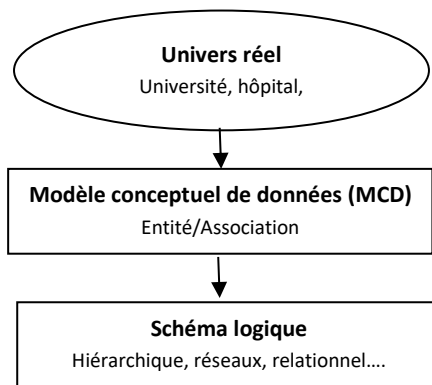 Univers réel
Université, hôpital,
Modèle conceptuel de données (MCD)
Entité/Association
Schéma logique
Hiérarchique, réseaux, relationnel….